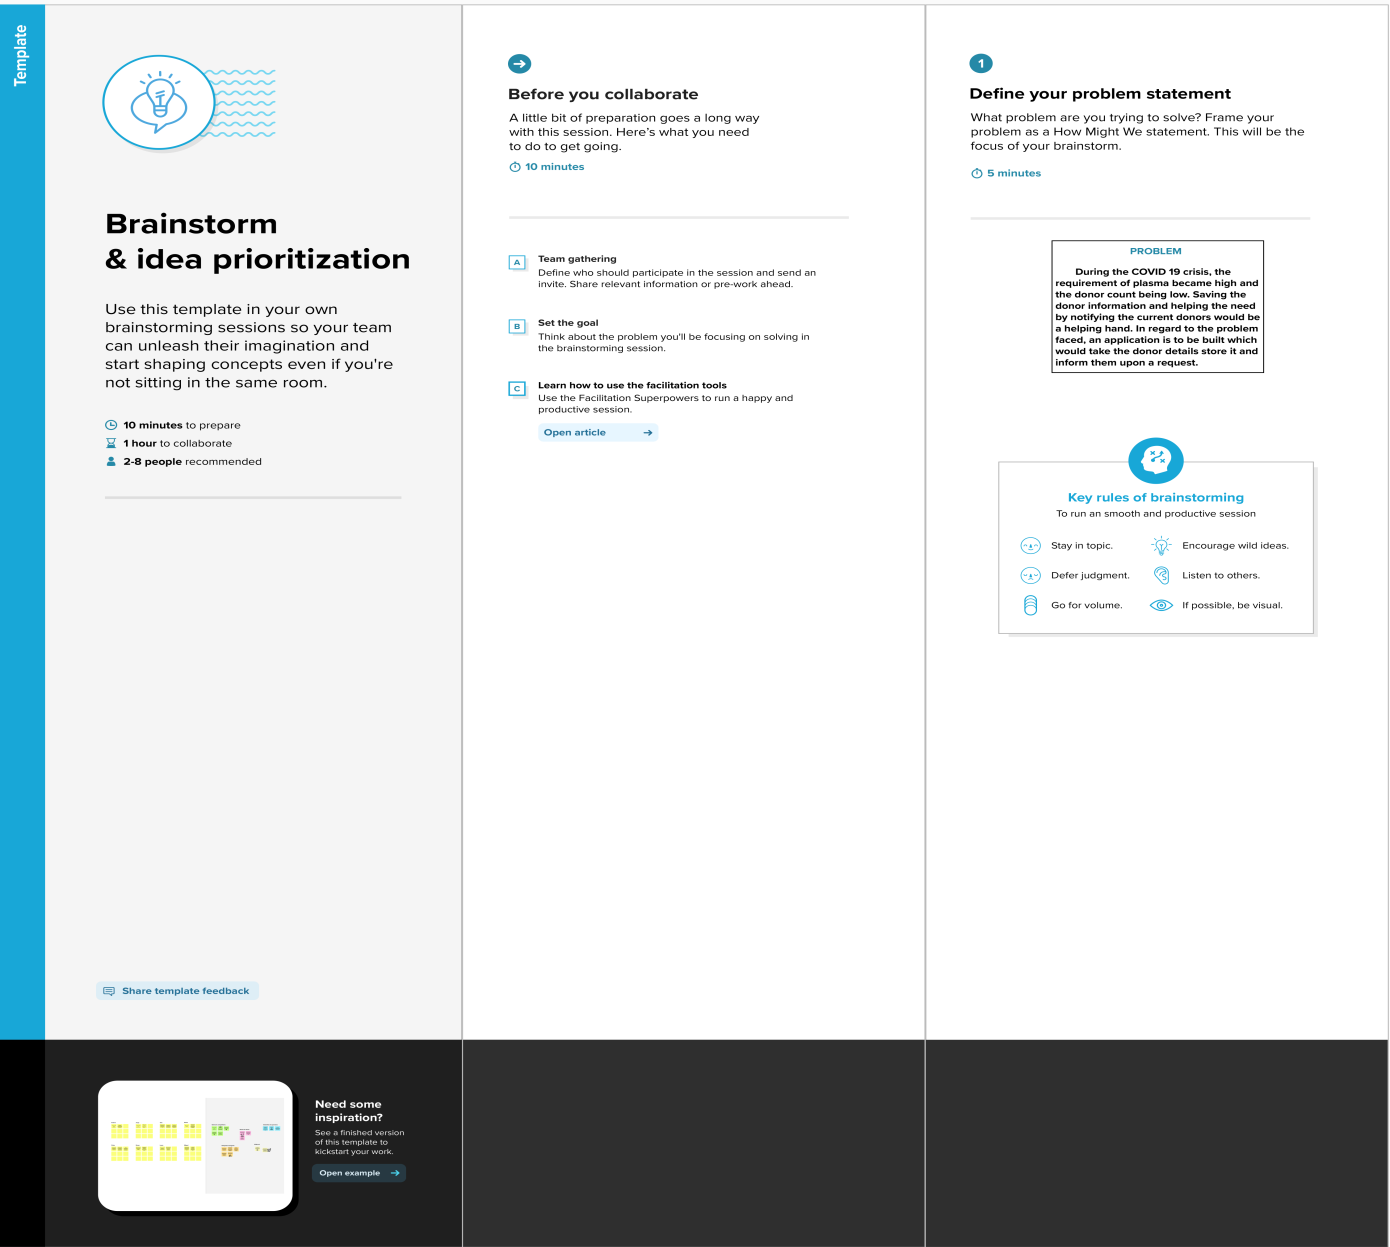 Template
Brainstorm
& idea prioritization
Use this template in your own
brainstorming sessions so your team
can unleash their imagination and
start shaping concepts even if you're
not sitting in the same room.
10 minutes to prepare
1 hour to collaborate
2-8 people recommended
Share template feedback
Need some
inspiration?
See a finished version
of this template to
kickstart your work.
Open example
Before you collaborate
A little bit of preparation goes a long way
with this session. Here's what you need
to do to get going.
10 minutes
A
Team gathering
Define who should participate in the session and send an
invite. Share relevant information or pre-work ahead.
B
Set the goal
Think about the problem you'll be focusing on solving in
the brainstorming session.
C
Learn how to use the facilitation tools
Use the Facilitation Superpowers to run a happy and
productive session.
Open article
1
Define your problem statement
What problem are you trying to solve? Frame your
problem as a How Might We statement. This will be the
focus of your brainstorm.
5 minutes
PROBLEM
During the COVID 19 crisis, the
requirement of plasma became high and
the donor count being low. Saving the
donor information and helping the need
by notifying the current donors would be
a helping hand. In regard to the problem
faced, an application is to be built which
would take the donor details store it and
inform them upon a request.
Key rules of brainstorming
To run an smooth and productive session
Stay in topic.
Encourage wild ideas.
Defer judgment.
Listen to others.
Go for volume.
If possible, be visual.